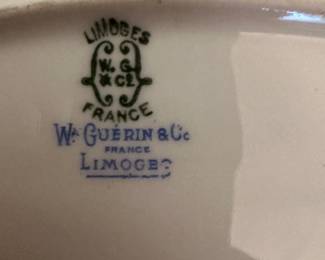 LIMOGES
W. G.
& Co.
FRANCE
Wm GUÉRIN & Co.
FRANCE
LIMOGES